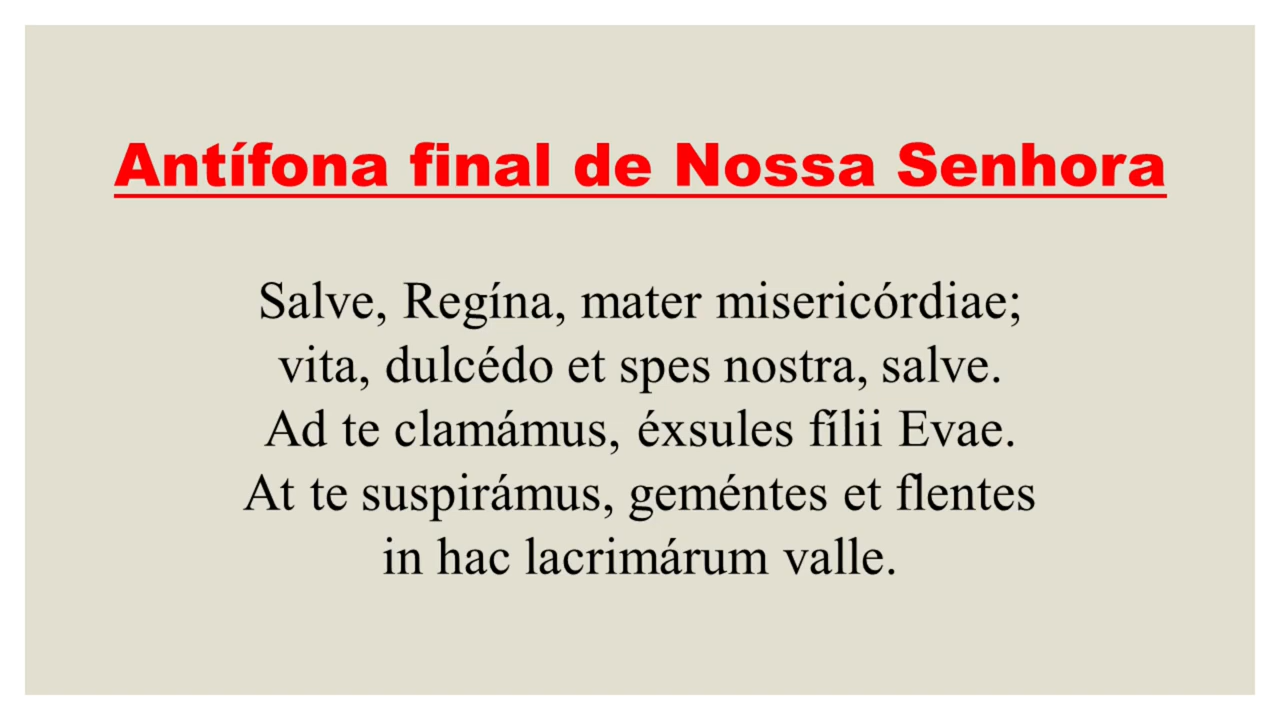 Antífona final de Nossa Senhora
Salve, Regína, mater misericórdiae;
vita, dulcédo et spes nostra, salve.
Ad te clamámus, éxsules fílii Evae.
At te suspirámus, geméntes et flentes
in hac lacrimárum valle.